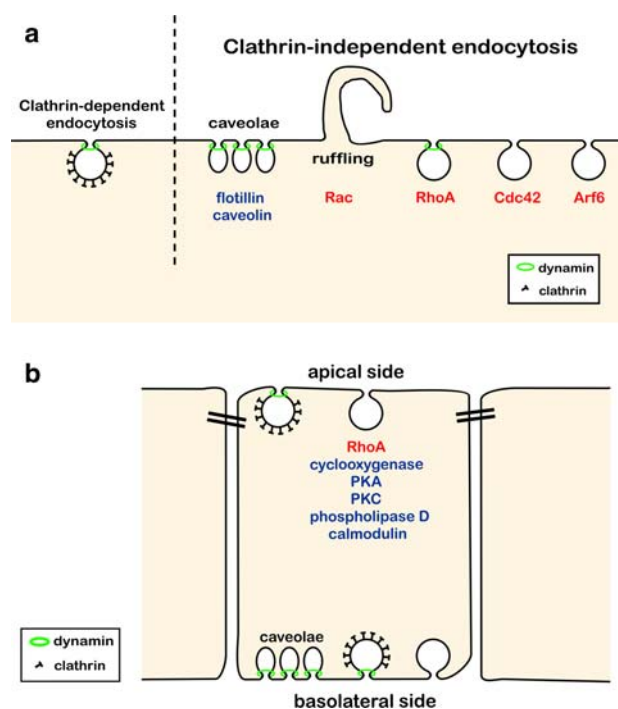 a
Clathrin-independent endocytosis
Clathrin-dependent
endocytosis
caveolae
ruffling
flotillin
caveolin
Rac
RhoA
Cdc42
Arf6
dynamin
clathrin
b
apical side
RhoA
cyclooxygenase
PKA
PKC
phospholipase D
calmodulin
caveolae
dynamin
clathrin
basolateral side